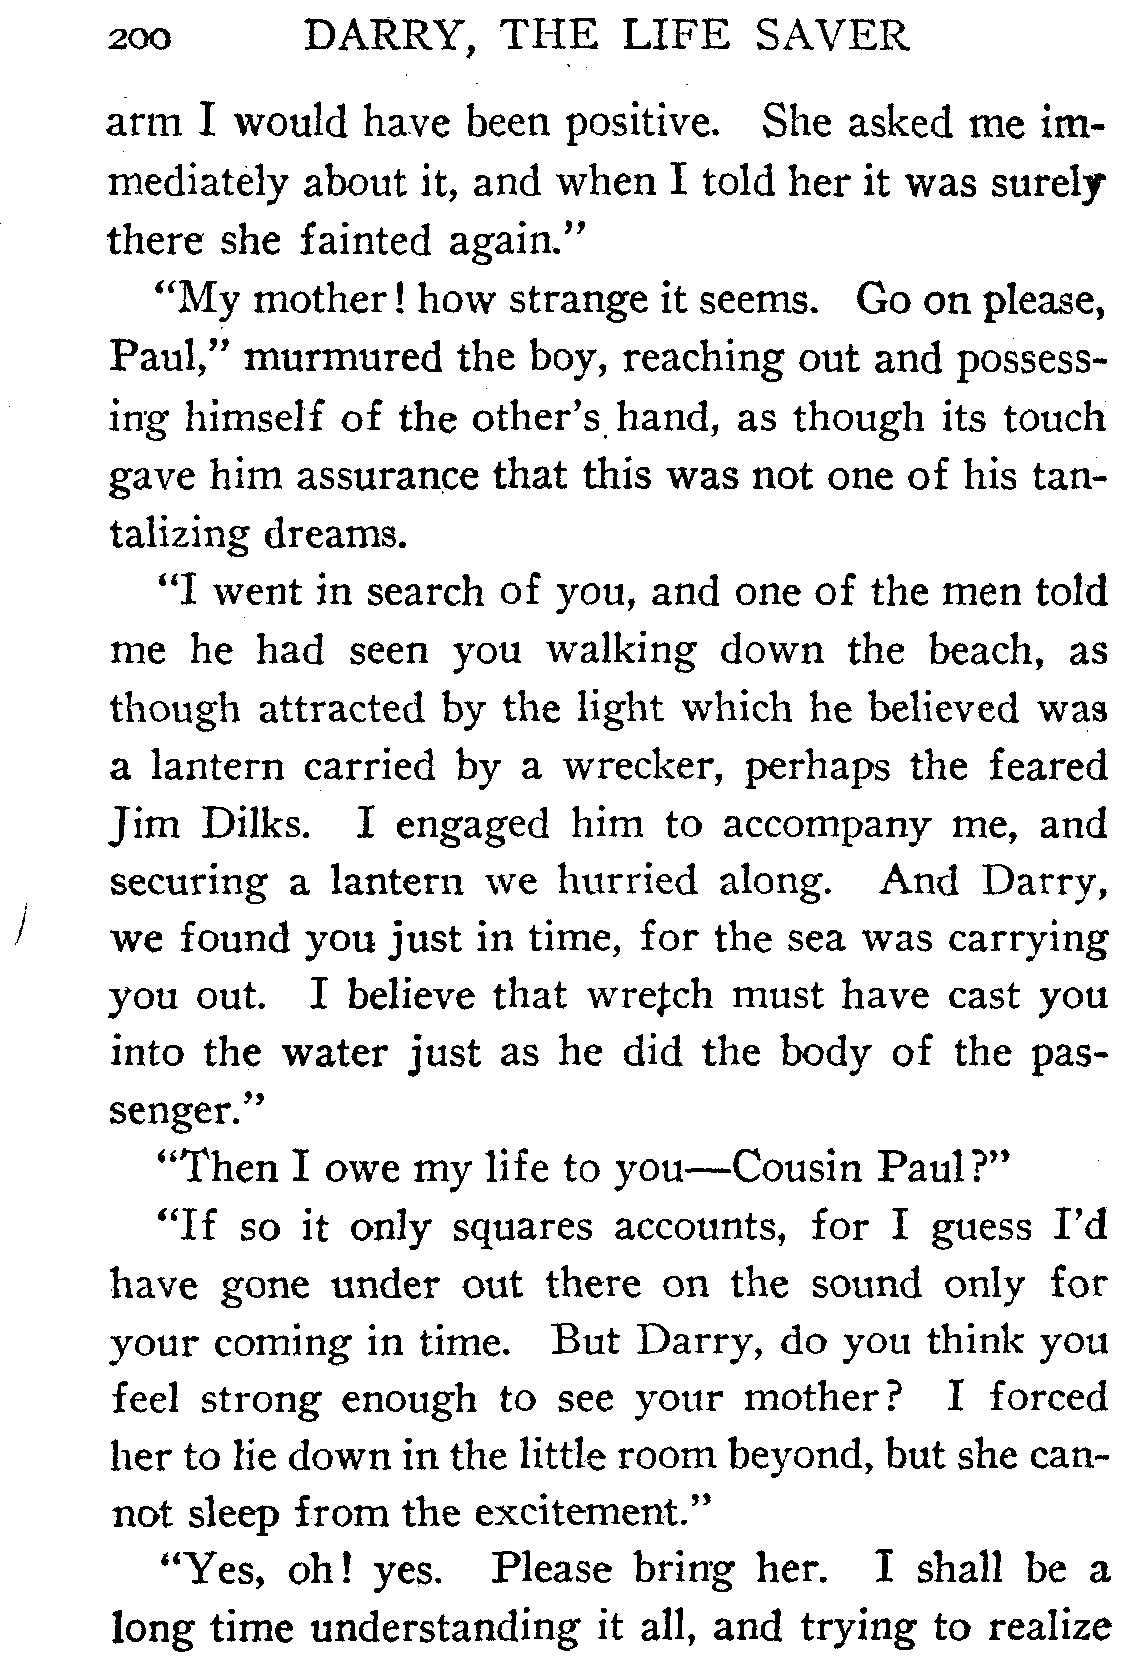 200 DARRY, THE LIFE SAVER
arm I would have been positive. She asked me im-
mediately about it, and when I told her it was surely
there she fainted again."
"My mother! how strange it seems. Go on please,
Paul," murmured the boy, reaching out and possess-
ing himself of the other's hand, as though its touch
gave him assurance that this was not one of his tan-
talizing dreams.
"I went in search of you, and one of the men told
me he had seen you walking down the beach, as
though attracted by the light which he believed was
a lantern carried by a wrecker, perhaps the feared
Jim Dilks. I engaged him to accompany me, and
securing a lantern we hurried along. And Darry,
we found you just in time, for the sea was carrying
you out. I believe that wretch must have cast you
into the water just as he did the body of the pas-
senger."
"Then I owe my life to you—Cousin Paul?"
"If so it only squares accounts, for I guess I'd
have gone under out there on the sound only for
your coming in time. But Darry, do you think you
feel strong enough to see your mother? I forced
her to lie down in the little room beyond, but she can-
not sleep from the excitement."
"Yes, oh! yes. Please bring her. I shall be a
long time understanding it all, and trying to realize